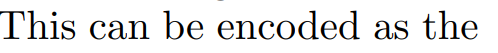 This can be encoded as the